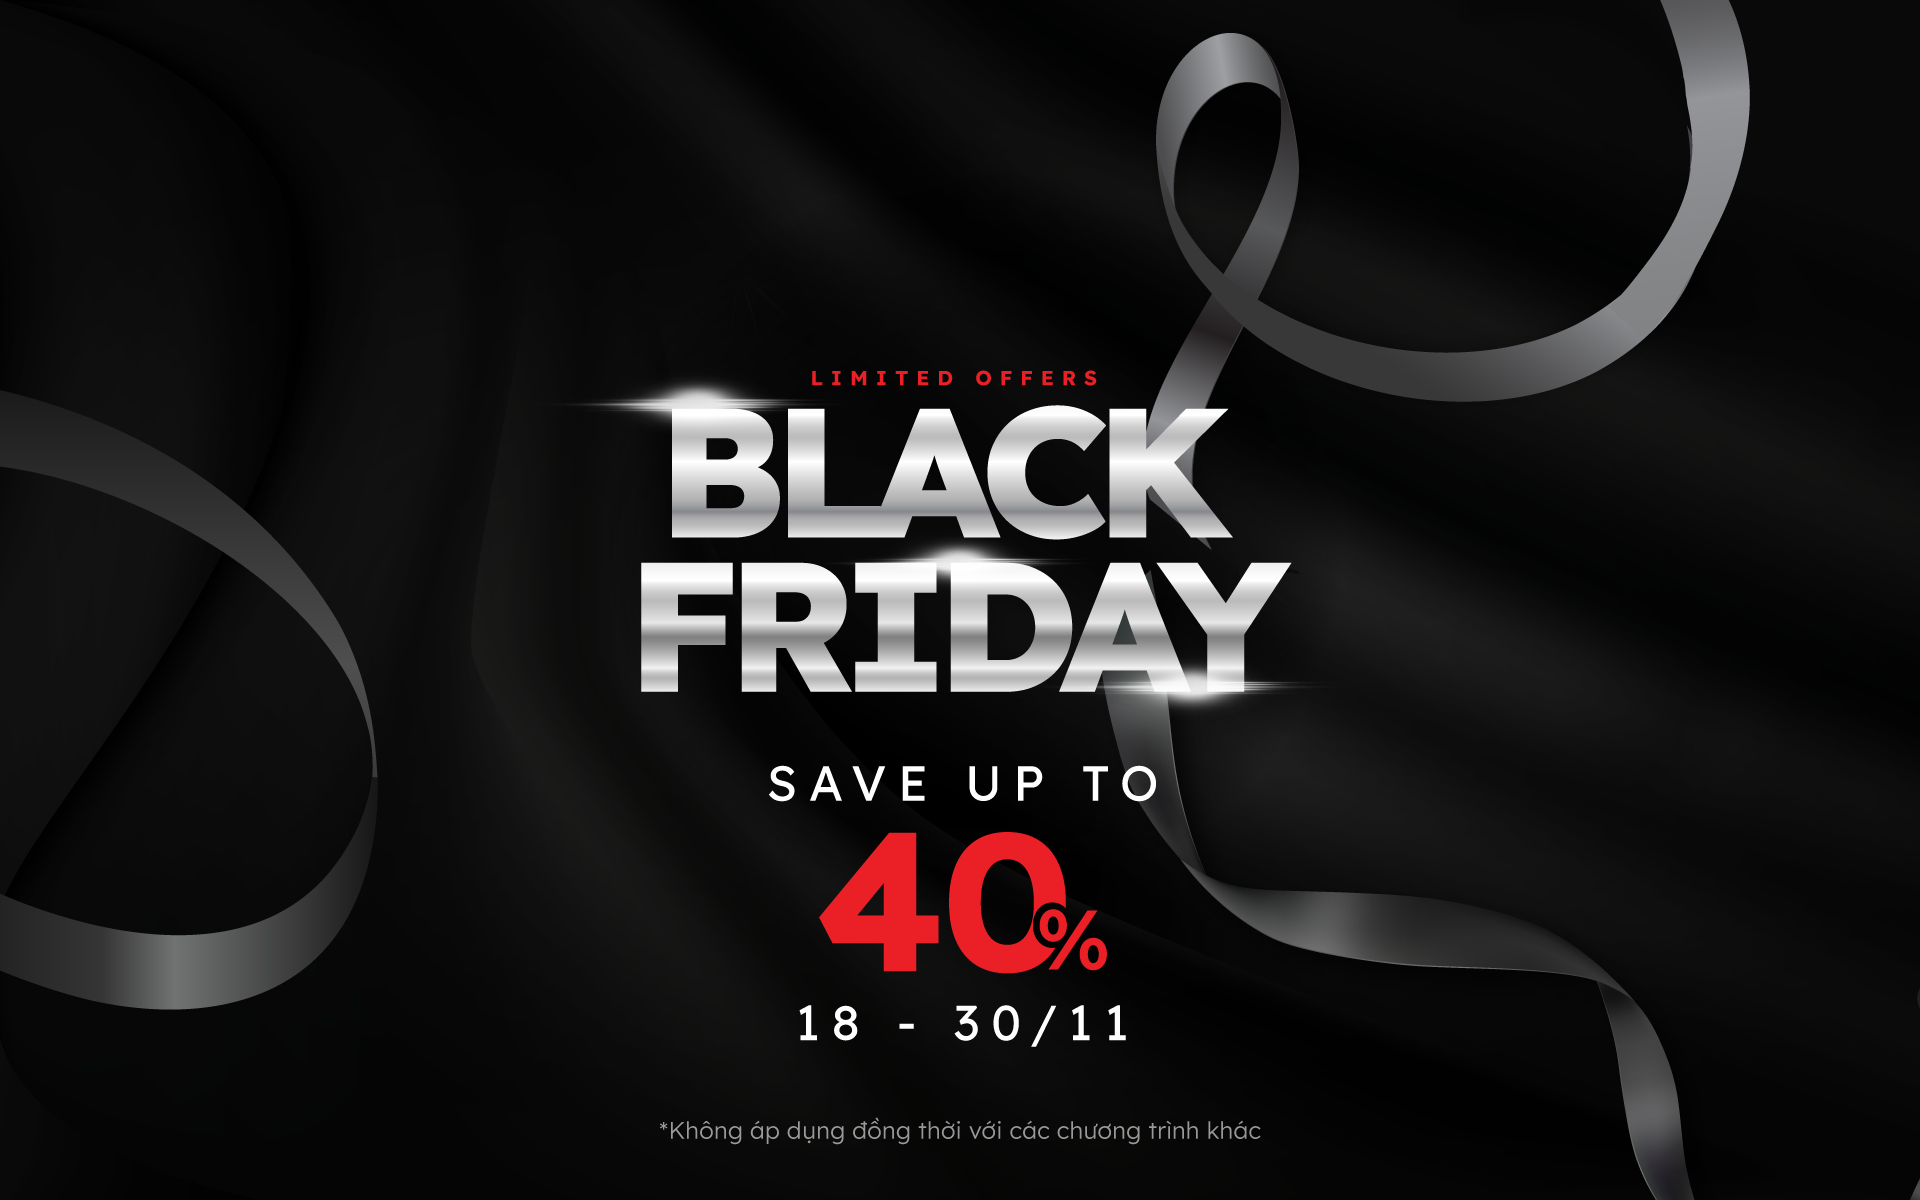 LIMITED OFFERS
BLACK
FRIDAY
SAVE UP TO
40%
18 - 30/11
*Không áp dụng đồng thời với các chương trình khác